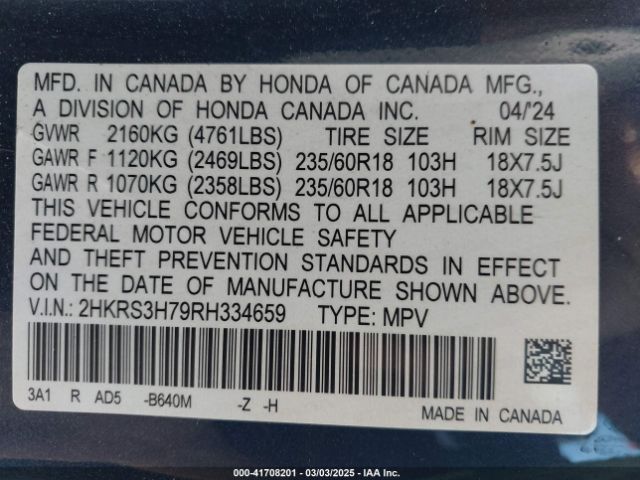 MFD. IN CANADA BY HONDA OF CANADA MFG.,
A DIVISION OF HONDA CANADA INC. 04/'24
GVWR 2160KG (4761LBS) TIRE SIZE RIM SIZE
GAWR F 1120KG (2469LBS) 235/60R18 103H 18X7.5J
GAWR R 1070KG (2358LBS) 235/60R18 103H 18X7.5J
THIS VEHICLE CONFORMS TO ALL APPLICABLE
FEDERAL MOTOR VEHICLE SAFETY
AND THEFT PREVENTION STANDARDS IN EFFECT
ON THE DATE OF MANUFACTURE SHOWN ABOVE.
V.I.N.: 2HKRS3H79RH334659 TYPE: MPV
3A1 R AD5 -B640M -Z -H
MADE IN CANADA
000-41708201 - 03/03/2025 - IAA Inc.